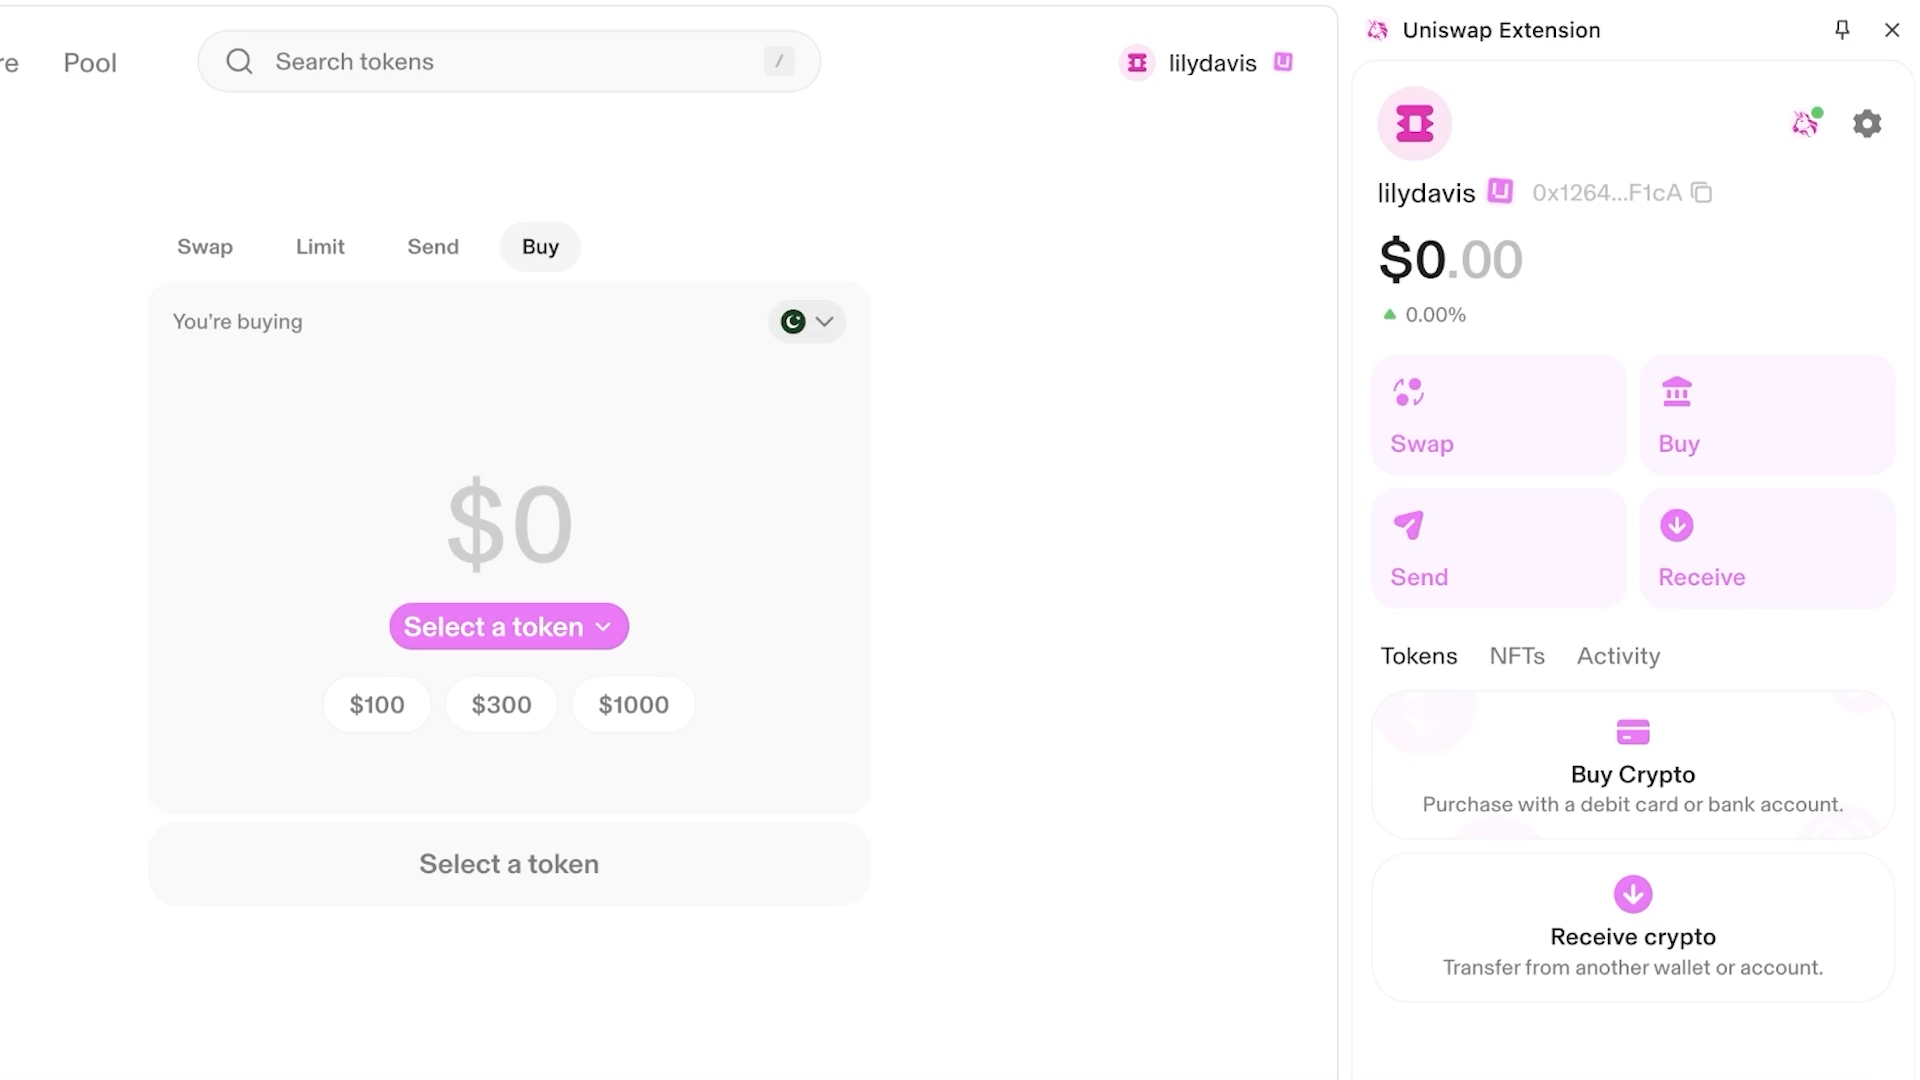 re
Pool
Search tokens
/
lilydavis
Swap
Limit
Send
Buy
You're buying
$0
Select a token
$100
$300
$1000
Select a token
Uniswap Extension
lilydavis
0x1264...F1cA
$0.00
0.00%
Swap
Buy
Send
Receive
Tokens
NFTs
Activity
Buy Crypto
Purchase with a debit card or bank account.
Receive crypto
Transfer from another wallet or account.